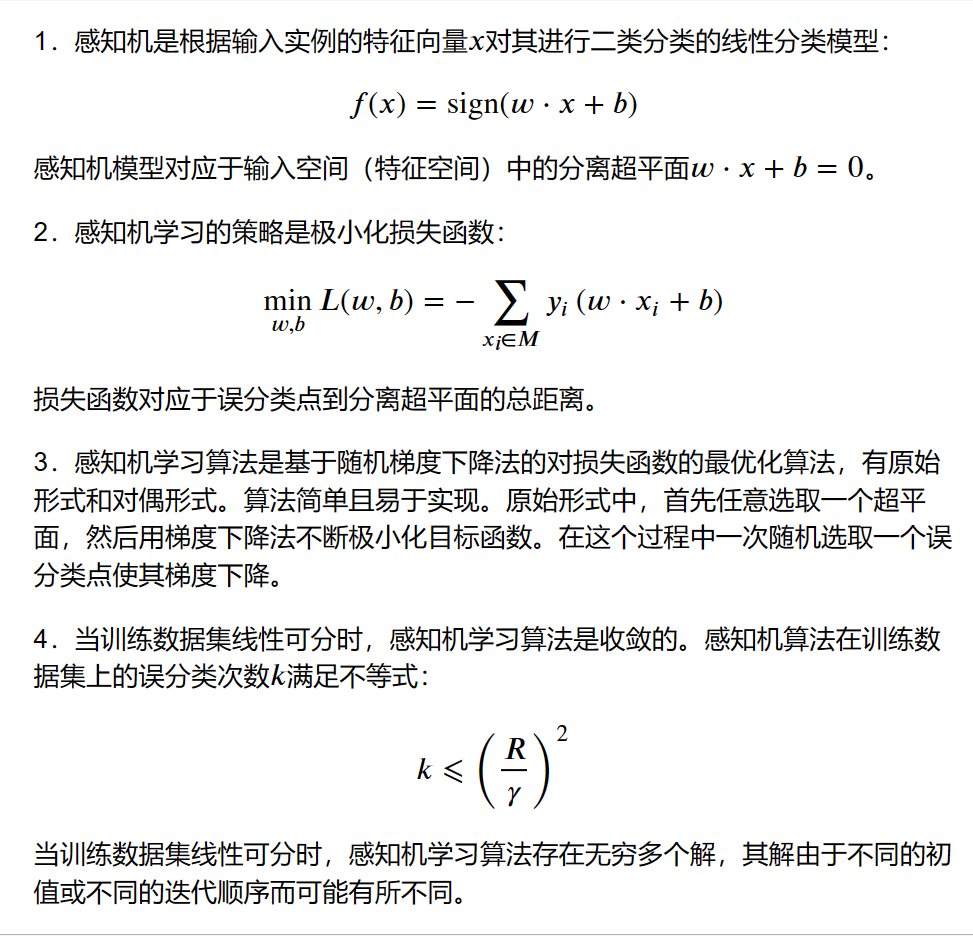 1．感知机是根据输入实例的特征向量x对其进行二类分类的线性分类模型：
f(x) = sign(w · x + b)
感知机模型对应于输入空间（特征空间）中的分离超平面w · x + b = 0。
2．感知机学习的策略是极小化损失函数：
min_{w,b} L(w, b) = − ∑_{x_i∈M} y_i (w · x_i + b)
损失函数对应于误分类点到分离超平面的总距离。
3．感知机学习算法是基于随机梯度下降法的对损失函数的最优化算法，有原始
形式和对偶形式。算法简单且易于实现。原始形式中，首先任意选取一个超平
面，然后用梯度下降法不断极小化目标函数。在这个过程中一次随机选取一个误
分类点使其梯度下降。
4．当训练数据集线性可分时，感知机学习算法是收敛的。感知机算法在训练数
据集上的误分类次数k满足不等式：
k ⩽ (R/γ)^2
当训练数据集线性可分时，感知机学习算法存在无穷多个解，其解由于不同的初
值或不同的迭代顺序而可能有所不同。